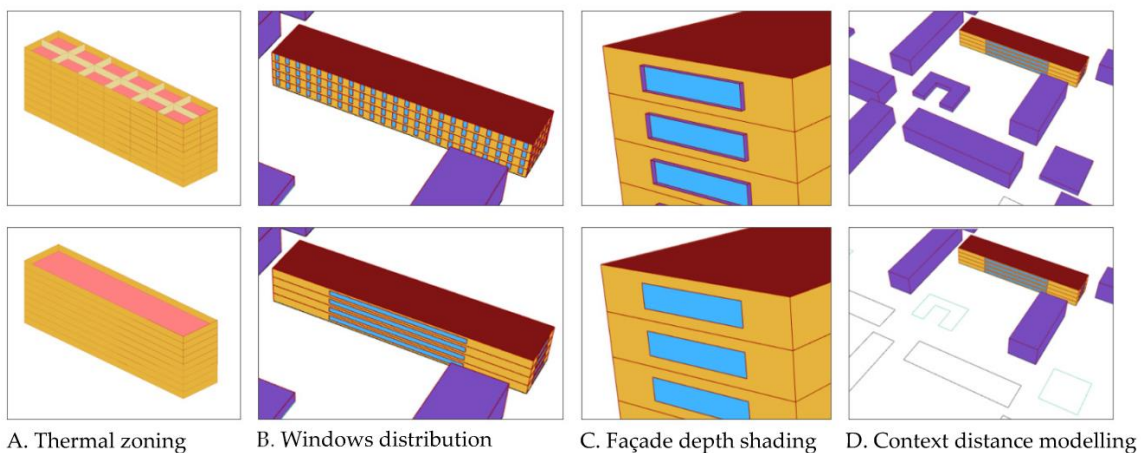 A. Thermal zoning
B. Windows distribution
C. Façade depth shading
D. Context distance modelling